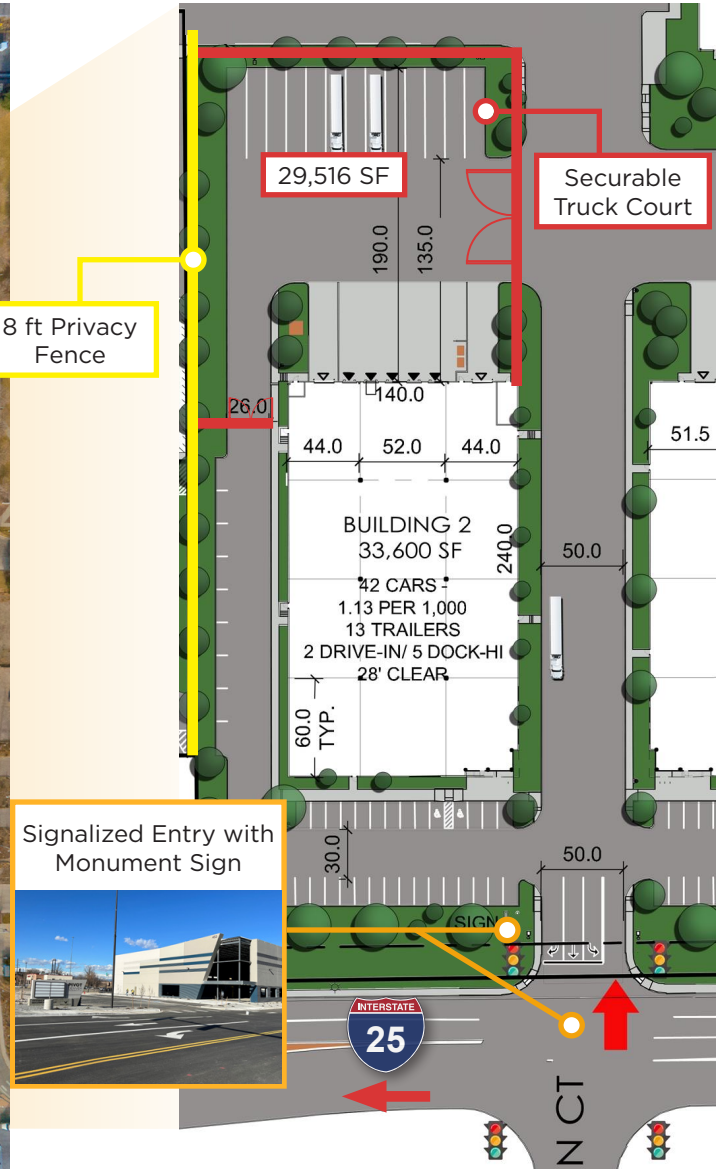 29,516 SF
Securable
Truck Court
190.0
135.0
8 ft Privacy
Fence
26.0
140.0
44.0
52.0
44.0
51.5
BUILDING 2
33,600 SF
240.0
50.0
42 CARS -
1.13 PER 1,000
13 TRAILERS
2 DRIVE-IN/ 5 DOCK-HI
28' CLEAR
60.0
TYP.
Signalized Entry with
Monument Sign
30.0
50.0
SIGN
INTERSTATE
25
N CT